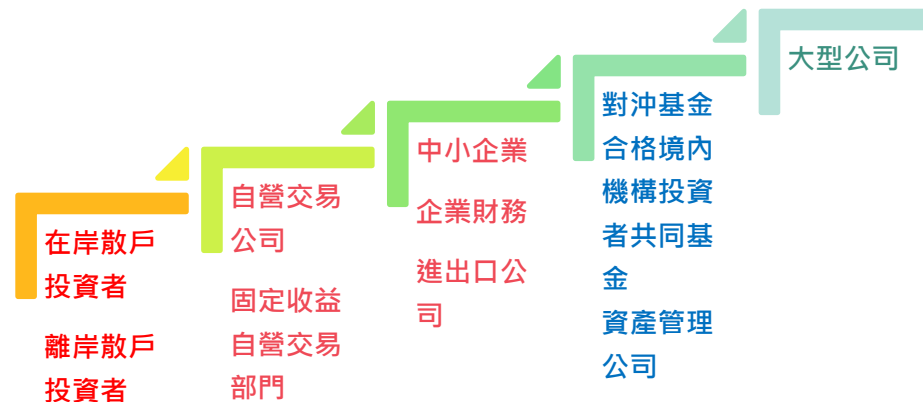 在岸散戶
投資者
離岸散戶
投資者
自營交易
公司
固定收益
自營交易
部門
中小企業
企業財務
進出口公
司
對沖基金
合格境內
機構投資
者共同基
金
資產管理
公司
大型公司